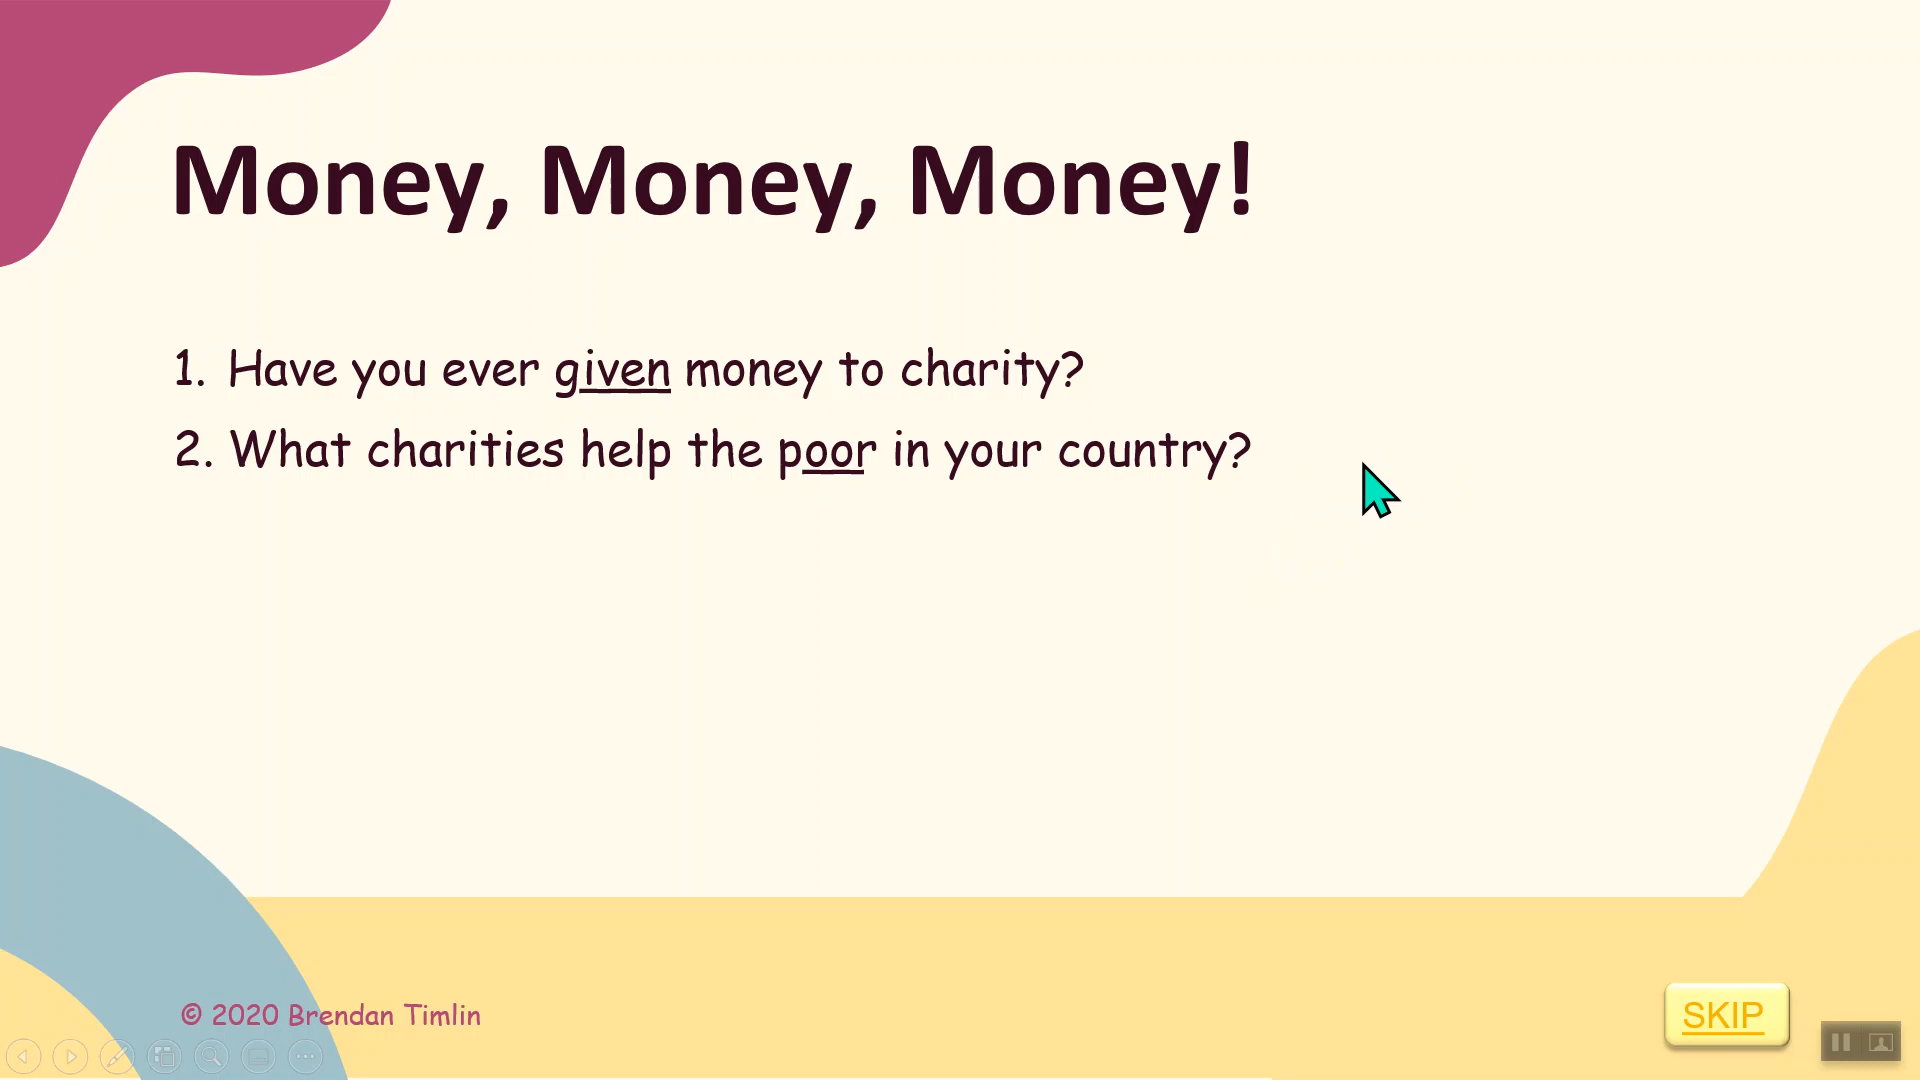 Money, Money, Money!
1. Have you ever given money to charity?
2. What charities help the poor in your country?
© 2020 Brendan Timlin
SKIP